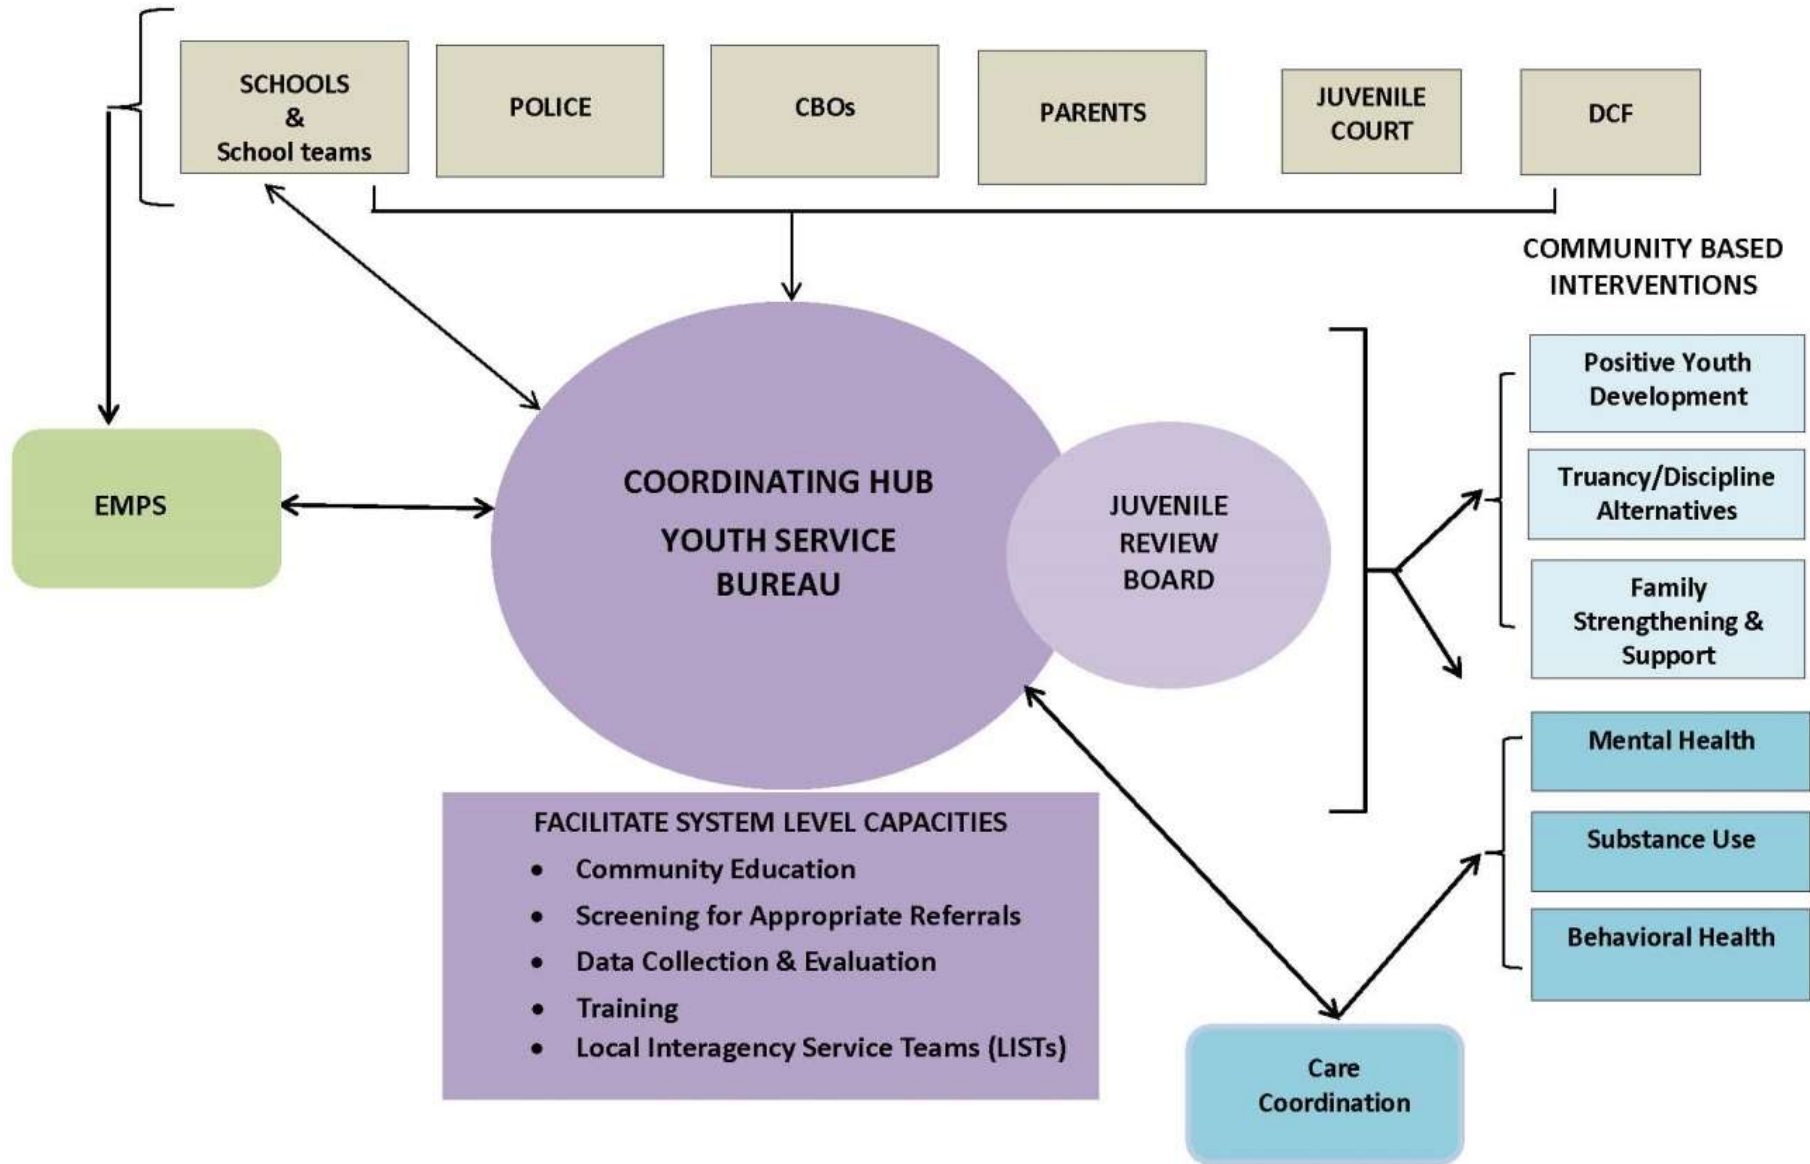 SCHOOLS
&
School teams
POLICE
CBOs
PARENTS
JUVENILE
COURT
DCF
COMMUNITY BASED
INTERVENTIONS
Positive Youth
Development
Truancy/Discipline
Alternatives
Family
Strengthening &
Support
EMPS
COORDINATING HUB
YOUTH SERVICE
BUREAU
JUVENILE
REVIEW
BOARD
Mental Health
Substance Use
Behavioral Health
FACILITATE SYSTEM LEVEL CAPACITIES
• Community Education
• Screening for Appropriate Referrals
• Data Collection & Evaluation
• Training
• Local Interagency Service Teams (LISTs)
Care
Coordination